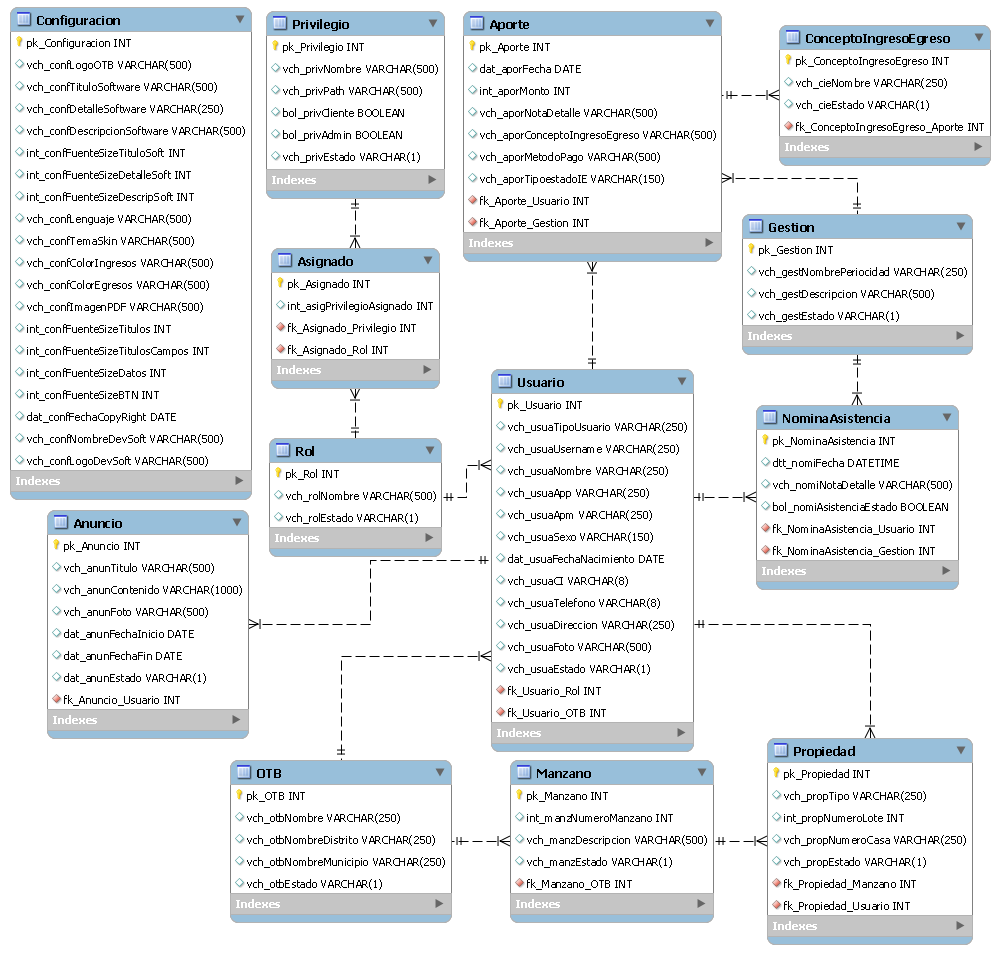 Configuracion
pk_Configuracion INT
vch_confLogoOTB VARCHAR(500)
vch_confTituloSoftware VARCHAR(500)
vch_confDetalleSoftware VARCHAR(250)
vch_confDescripcionSoftware VARCHAR(500)
int_confFuenteSizeTituloSoft INT
int_confFuenteSizeDetalleSoft INT
int_confFuenteSizeDescripSoft INT
vch_confLenguaje VARCHAR(500)
vch_confTemaSkin VARCHAR(500)
vch_confColorIngresos VARCHAR(500)
vch_confColorEgresos VARCHAR(500)
vch_confImagenPDF VARCHAR(500)
int_confFuenteSizeTitulos INT
int_confFuenteSizeTitulosCampos INT
int_confFuenteSizeDatos INT
int_confFuenteSizeBTN INT
dat_confFechaCopyRight DATE
vch_confNombreDevSoft VARCHAR(500)
vch_confLogoDevSoft VARCHAR(500)
Indexes
Privilegio
pk_Privilegio INT
vch_privNombre VARCHAR(500)
vch_privPath VARCHAR(500)
bol_privCliente BOOLEAN
bol_privAdmin BOOLEAN
vch_privEstado VARCHAR(1)
Indexes
Aporte
pk_Aporte INT
dat_aporFecha DATE
int_aporMonto INT
vch_aporNotaDetalle VARCHAR(500)
vch_aporConceptoIngresoEgreso VARCHAR(500)
vch_aporMetodoPago VARCHAR(500)
vch_aporTipoestadoIE VARCHAR(150)
fk_Aporte_Usuario INT
fk_Aporte_Gestion INT
Indexes
ConceptoIngresoEgreso
pk_ConceptoIngresoEgreso INT
vch_cieNombre VARCHAR(250)
vch_cieEstado VARCHAR(1)
fk_ConceptoIngresoEgreso_Aporte INT
Indexes
Asignado
pk_Asignado INT
int_asigPrivilegioAsignado INT
fk_Asignado_Privilegio INT
fk_Asignado_Rol INT
Indexes
Gestion
pk_Gestion INT
vch_gestNombrePeriocidad VARCHAR(250)
vch_gestDescripcion VARCHAR(500)
vch_gestEstado VARCHAR(1)
Indexes
Rol
pk_Rol INT
vch_rolNombre VARCHAR(500)
vch_rolEstado VARCHAR(1)
Indexes
Usuario
pk_Usuario INT
vch_usuaTipoUsuario VARCHAR(250)
vch_usuaUsername VARCHAR(250)
vch_usuaNombre VARCHAR(250)
vch_usuaApp VARCHAR(250)
vch_usuaApm VARCHAR(250)
vch_usuaSexo VARCHAR(150)
dat_usuaFechaNacimiento DATE
vch_usuaCI VARCHAR(8)
vch_usuaTelefono VARCHAR(8)
vch_usuaDireccion VARCHAR(250)
vch_usuaFoto VARCHAR(500)
vch_usuaEstado VARCHAR(1)
fk_Usuario_Rol INT
fk_Usuario_OTB INT
Indexes
NominaAsistencia
pk_NominaAsistencia INT
dtt_nomiFecha DATETIME
vch_nomiNotaDetalle VARCHAR(500)
bol_nomiAsistenciaEstado BOOLEAN
fk_NominaAsistencia_Usuario INT
fk_NominaAsistencia_Gestion INT
Indexes
Anuncio
pk_Anuncio INT
vch_anunTitulo VARCHAR(500)
vch_anunContenido VARCHAR(1000)
vch_anunFoto VARCHAR(500)
dat_anunFechaInicio DATE
dat_anunFechaFin DATE
dat_anunEstado VARCHAR(1)
fk_Anuncio_Usuario INT
Indexes
OTB
pk_OTB INT
vch_otbNombre VARCHAR(250)
vch_otbNombreDistrito VARCHAR(250)
vch_otbNombreMunicipio VARCHAR(250)
vch_otbEstado VARCHAR(1)
Indexes
Manzano
pk_Manzano INT
int_manzNumeroManzano INT
vch_manzDescripcion VARCHAR(500)
vch_manzEstado VARCHAR(1)
fk_Manzano_OTB INT
Indexes
Propiedad
pk_Propiedad INT
vch_propTipo VARCHAR(250)
int_propNumeroLote INT
vch_propNumeroCasa VARCHAR(250)
vch_propEstado VARCHAR(1)
fk_Propiedad_Manzano INT
fk_Propiedad_Usuario INT
Indexes